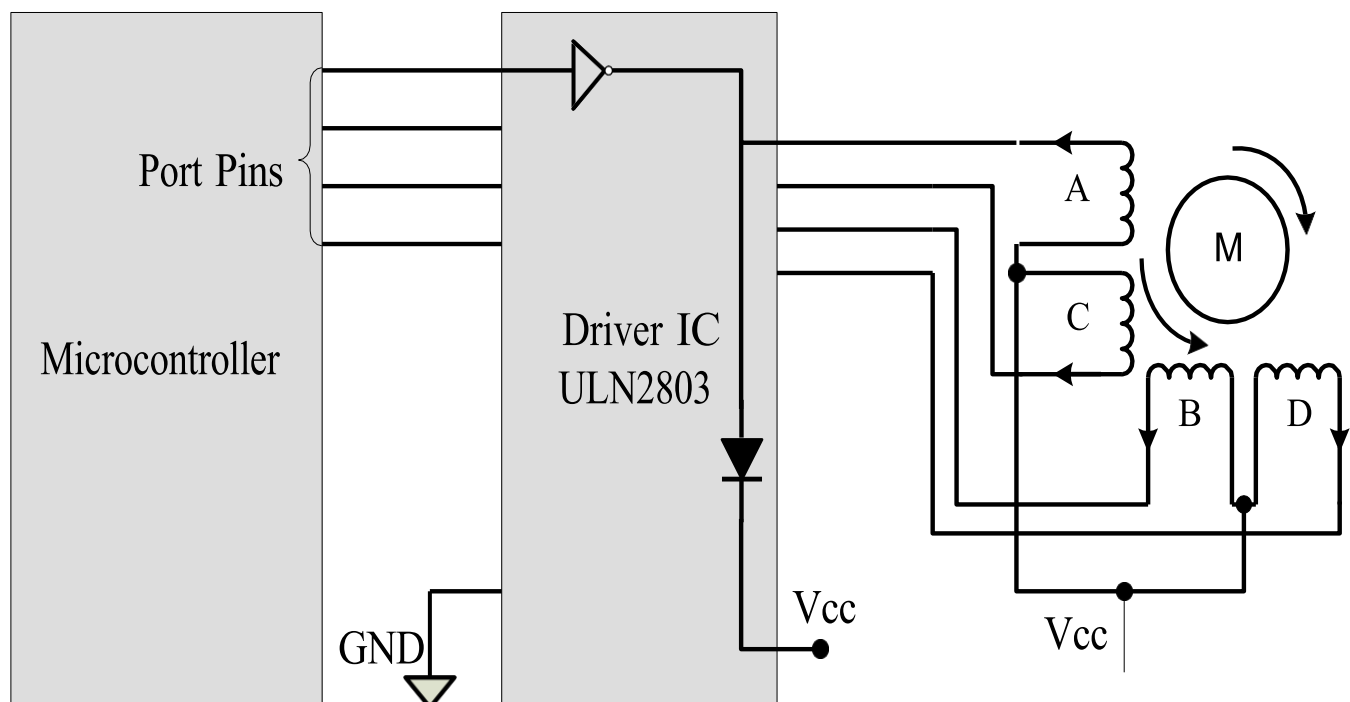 Port Pins
Microcontroller
Driver IC
ULN2803
GND
Vcc
A
C
M
B
D
Vcc